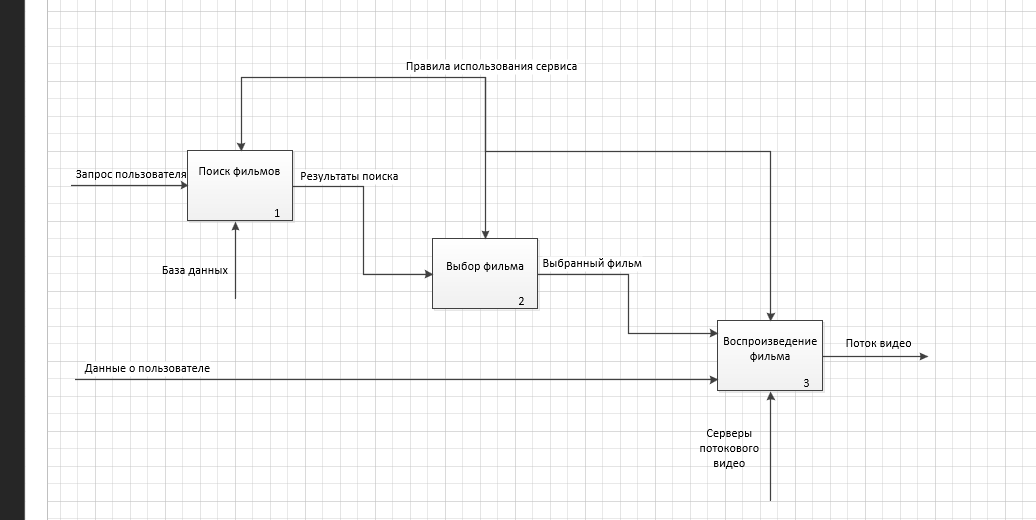 Правила использования сервиса
Запрос пользователя
Поиск фильмов
1
Результаты поиска
База данных
Выбор фильма
2
Выбранный фильм
Данные о пользователе
Воспроизведение
фильма
3
Поток видео
Серверы
потокового
видео